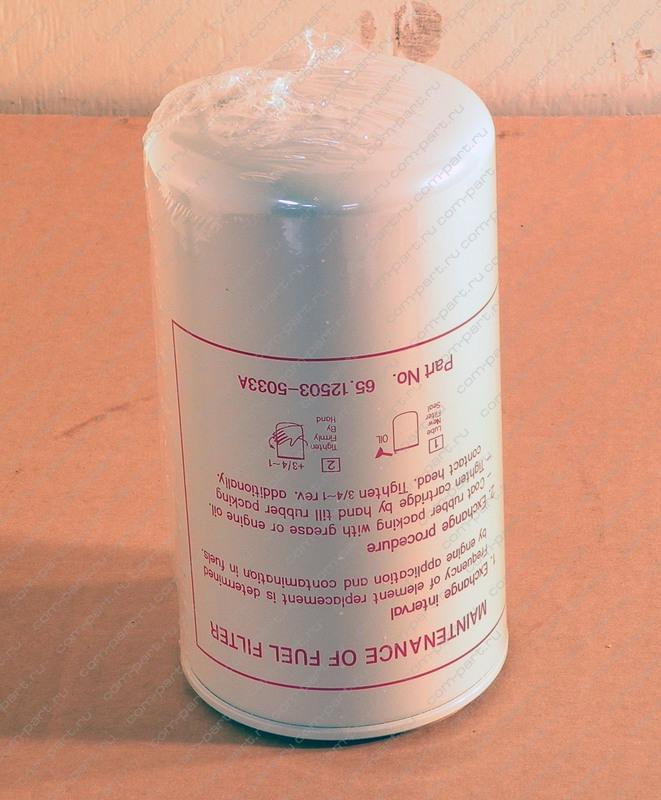 MAINTENANCE OF FUEL FILTER
1. Exchange interval
Frequency of element replacement is determined
by engine application and contamination in fuels.
2. Exchange procedure
Coat rubber packing with grease or engine oil.
Tighten cartridge by hand till rubber packing
contact head. Tighten 3/4~1 rev. additionally.
1
Lube
New
Filter
Seal
OIL
2
Tighten
Firmly
By
Hand
+3/4~1
Part No. 65.12503-5033A
com-part.ru